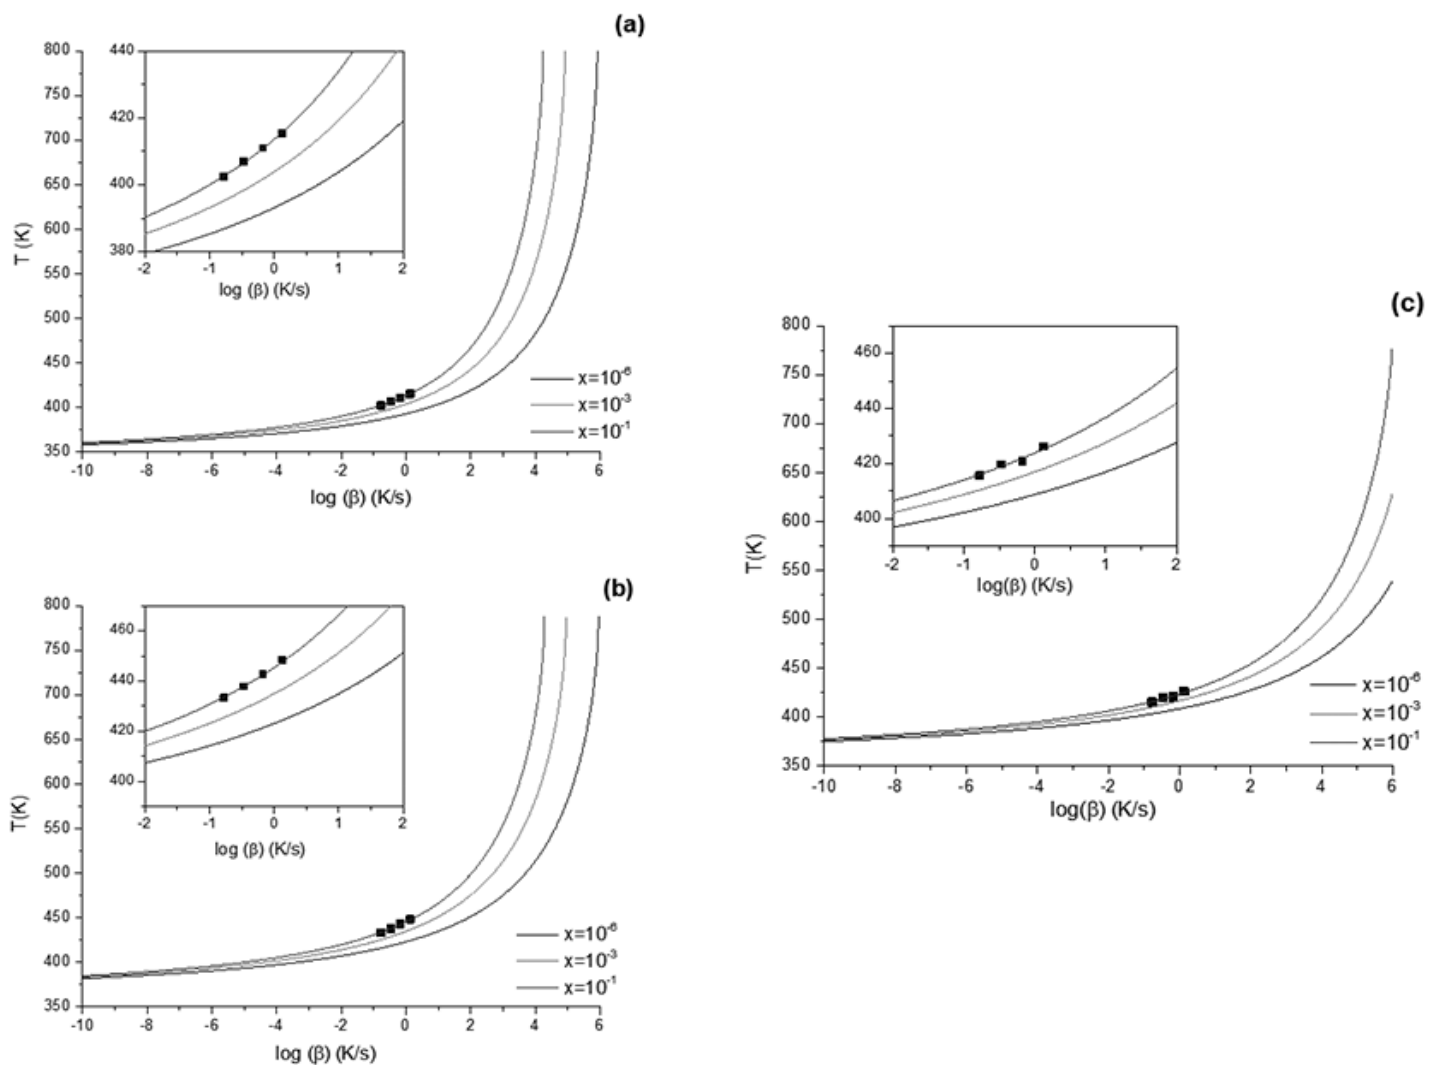 (a)
800
750
700
650
600
550
500
450
400
350
T (K)
-10 -8 -6 -4 -2 0 2 4 6
log (β) (K/s)
440
420
400
380
-2 -1 0 1 2
log (β) (K/s)
x=10⁻⁶
x=10⁻³
x=10⁻¹
(b)
800
750
700
650
600
550
500
450
400
350
T(K)
-10 -8 -6 -4 -2 0 2 4 6
log (β) (K/s)
460
440
420
400
-2 -1 0 1 2
log (β) (K/s)
x=10⁻⁶
x=10⁻³
x=10⁻¹
(c)
800
750
700
650
600
550
500
450
400
350
T(K)
-10 -8 -6 -4 -2 0 2 4 6
log(β) (K/s)
460
440
420
400
-2 -1 0 1 2
log(β) (K/s)
x=10⁻⁶
x=10⁻³
x=10⁻¹